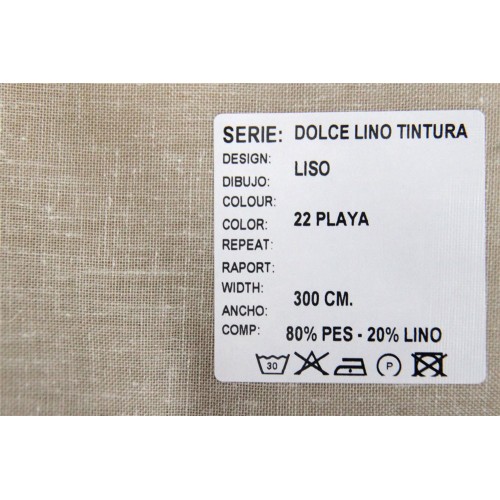 SERIE: DOLCE LINO TINTURA
DESIGN:
DIBUJO: LISO
COLOUR:
COLOR: 22 PLAYA
REPEAT:
RAPORT:
WIDTH:
ANCHO: 300 CM.
COMP: 80% PES - 20% LINO
30 P